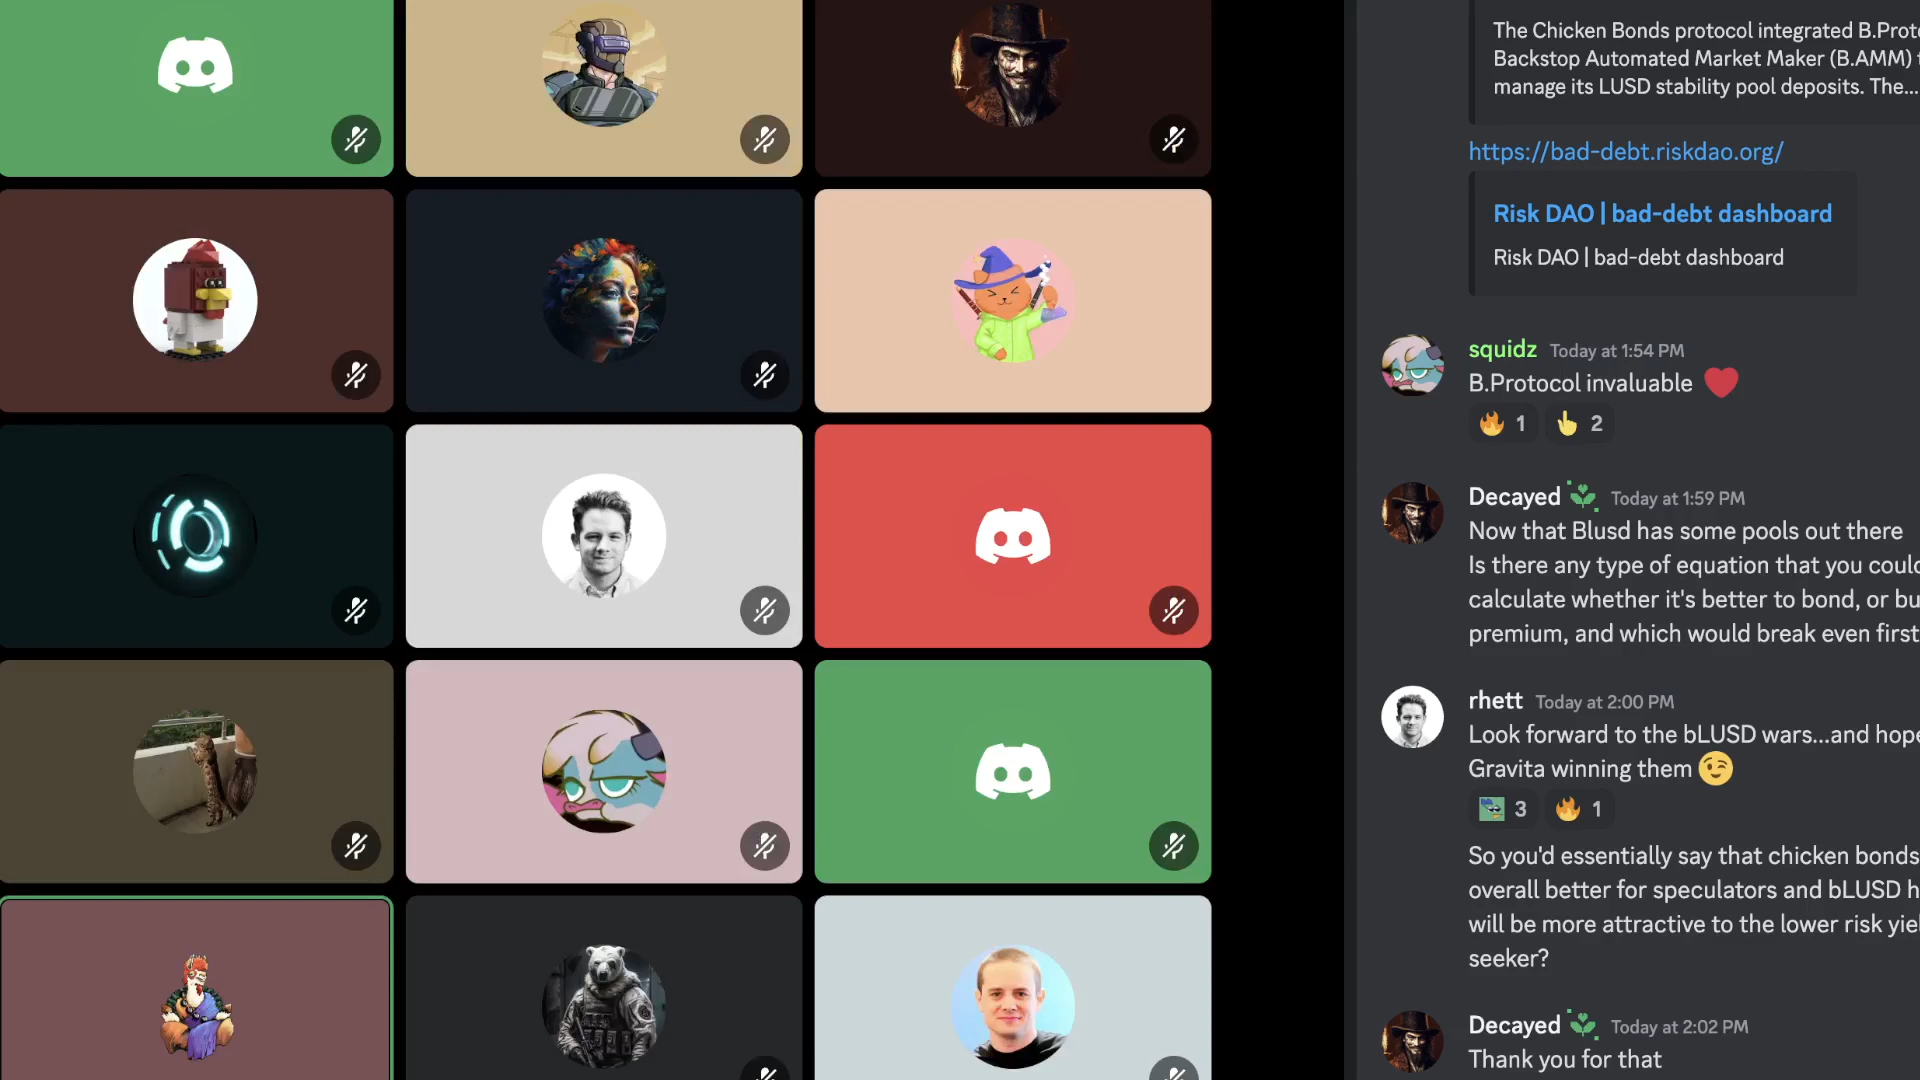 The Chicken Bonds protocol integrated B.Proto
Backstop Automated Market Maker (B.AMM) t
manage its LUSD stability pool deposits. The...
https://bad-debt.riskdao.org/
Risk DAO | bad-debt dashboard
Risk DAO | bad-debt dashboard
squidz Today at 1:54 PM
B.Protocol invaluable ❤️
🔥 1 👆 2
Decayed Today at 1:59 PM
Now that Blusd has some pools out there
Is there any type of equation that you could
calculate whether it's better to bond, or bu
premium, and which would break even first
rhett Today at 2:00 PM
Look forward to the bLUSD wars...and hope
Gravita winning them 😉
3 🔥 1
So you'd essentially say that chicken bonds
overall better for speculators and bLUSD h
will be more attractive to the lower risk yiel
seeker?
Decayed Today at 2:02 PM
Thank you for that